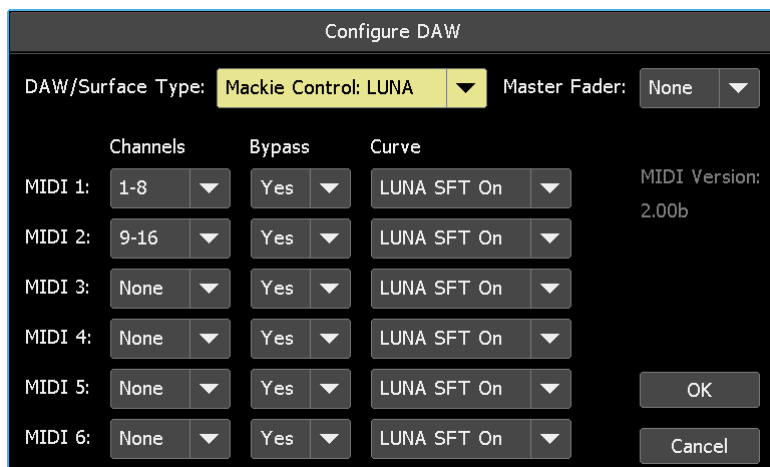 Configure DAW
DAW/Surface Type: Mackie Control: LUNA Master Fader: None
Channels Bypass Curve
MIDI 1: 1-8 Yes LUNA SFT On MIDI Version:
2.00b
MIDI 2: 9-16 Yes LUNA SFT On
MIDI 3: None Yes LUNA SFT On
MIDI 4: None Yes LUNA SFT On
MIDI 5: None Yes LUNA SFT On OK
MIDI 6: None Yes LUNA SFT On Cancel